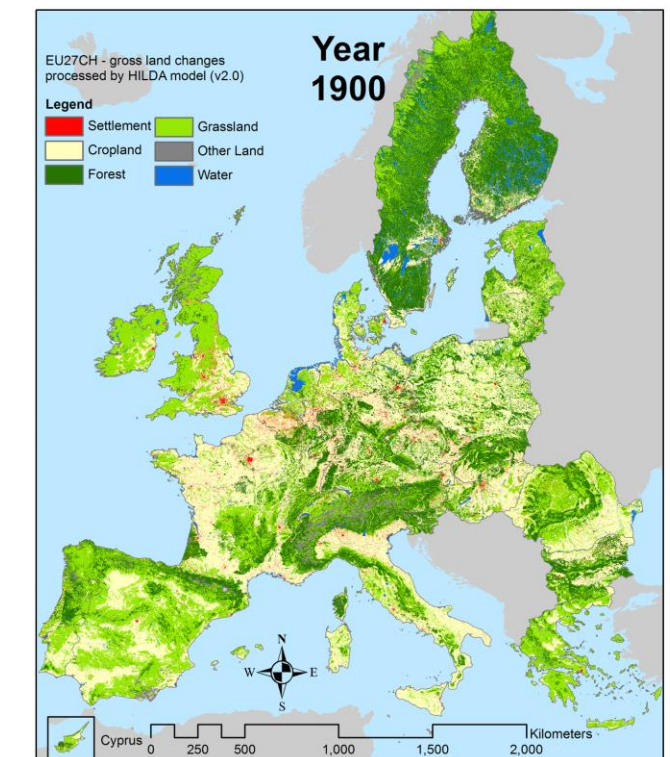 EU27CH - gross land changes
processed by HILDA model (v2.0)
Year
1900
Legend
Settlement Grassland
Cropland Other Land
Forest Water
N
W E
S
Cyprus
Kilometers
0 250 500 1,000 1,500 2,000